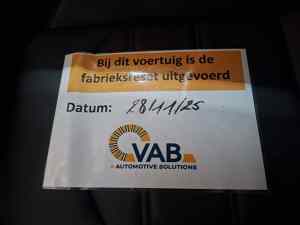 Bij dit voertuig is de
fabrieksreset uitgevoerd
Datum: 28/11/25
VAB
AUTOMOTIVE SOLUTIONS